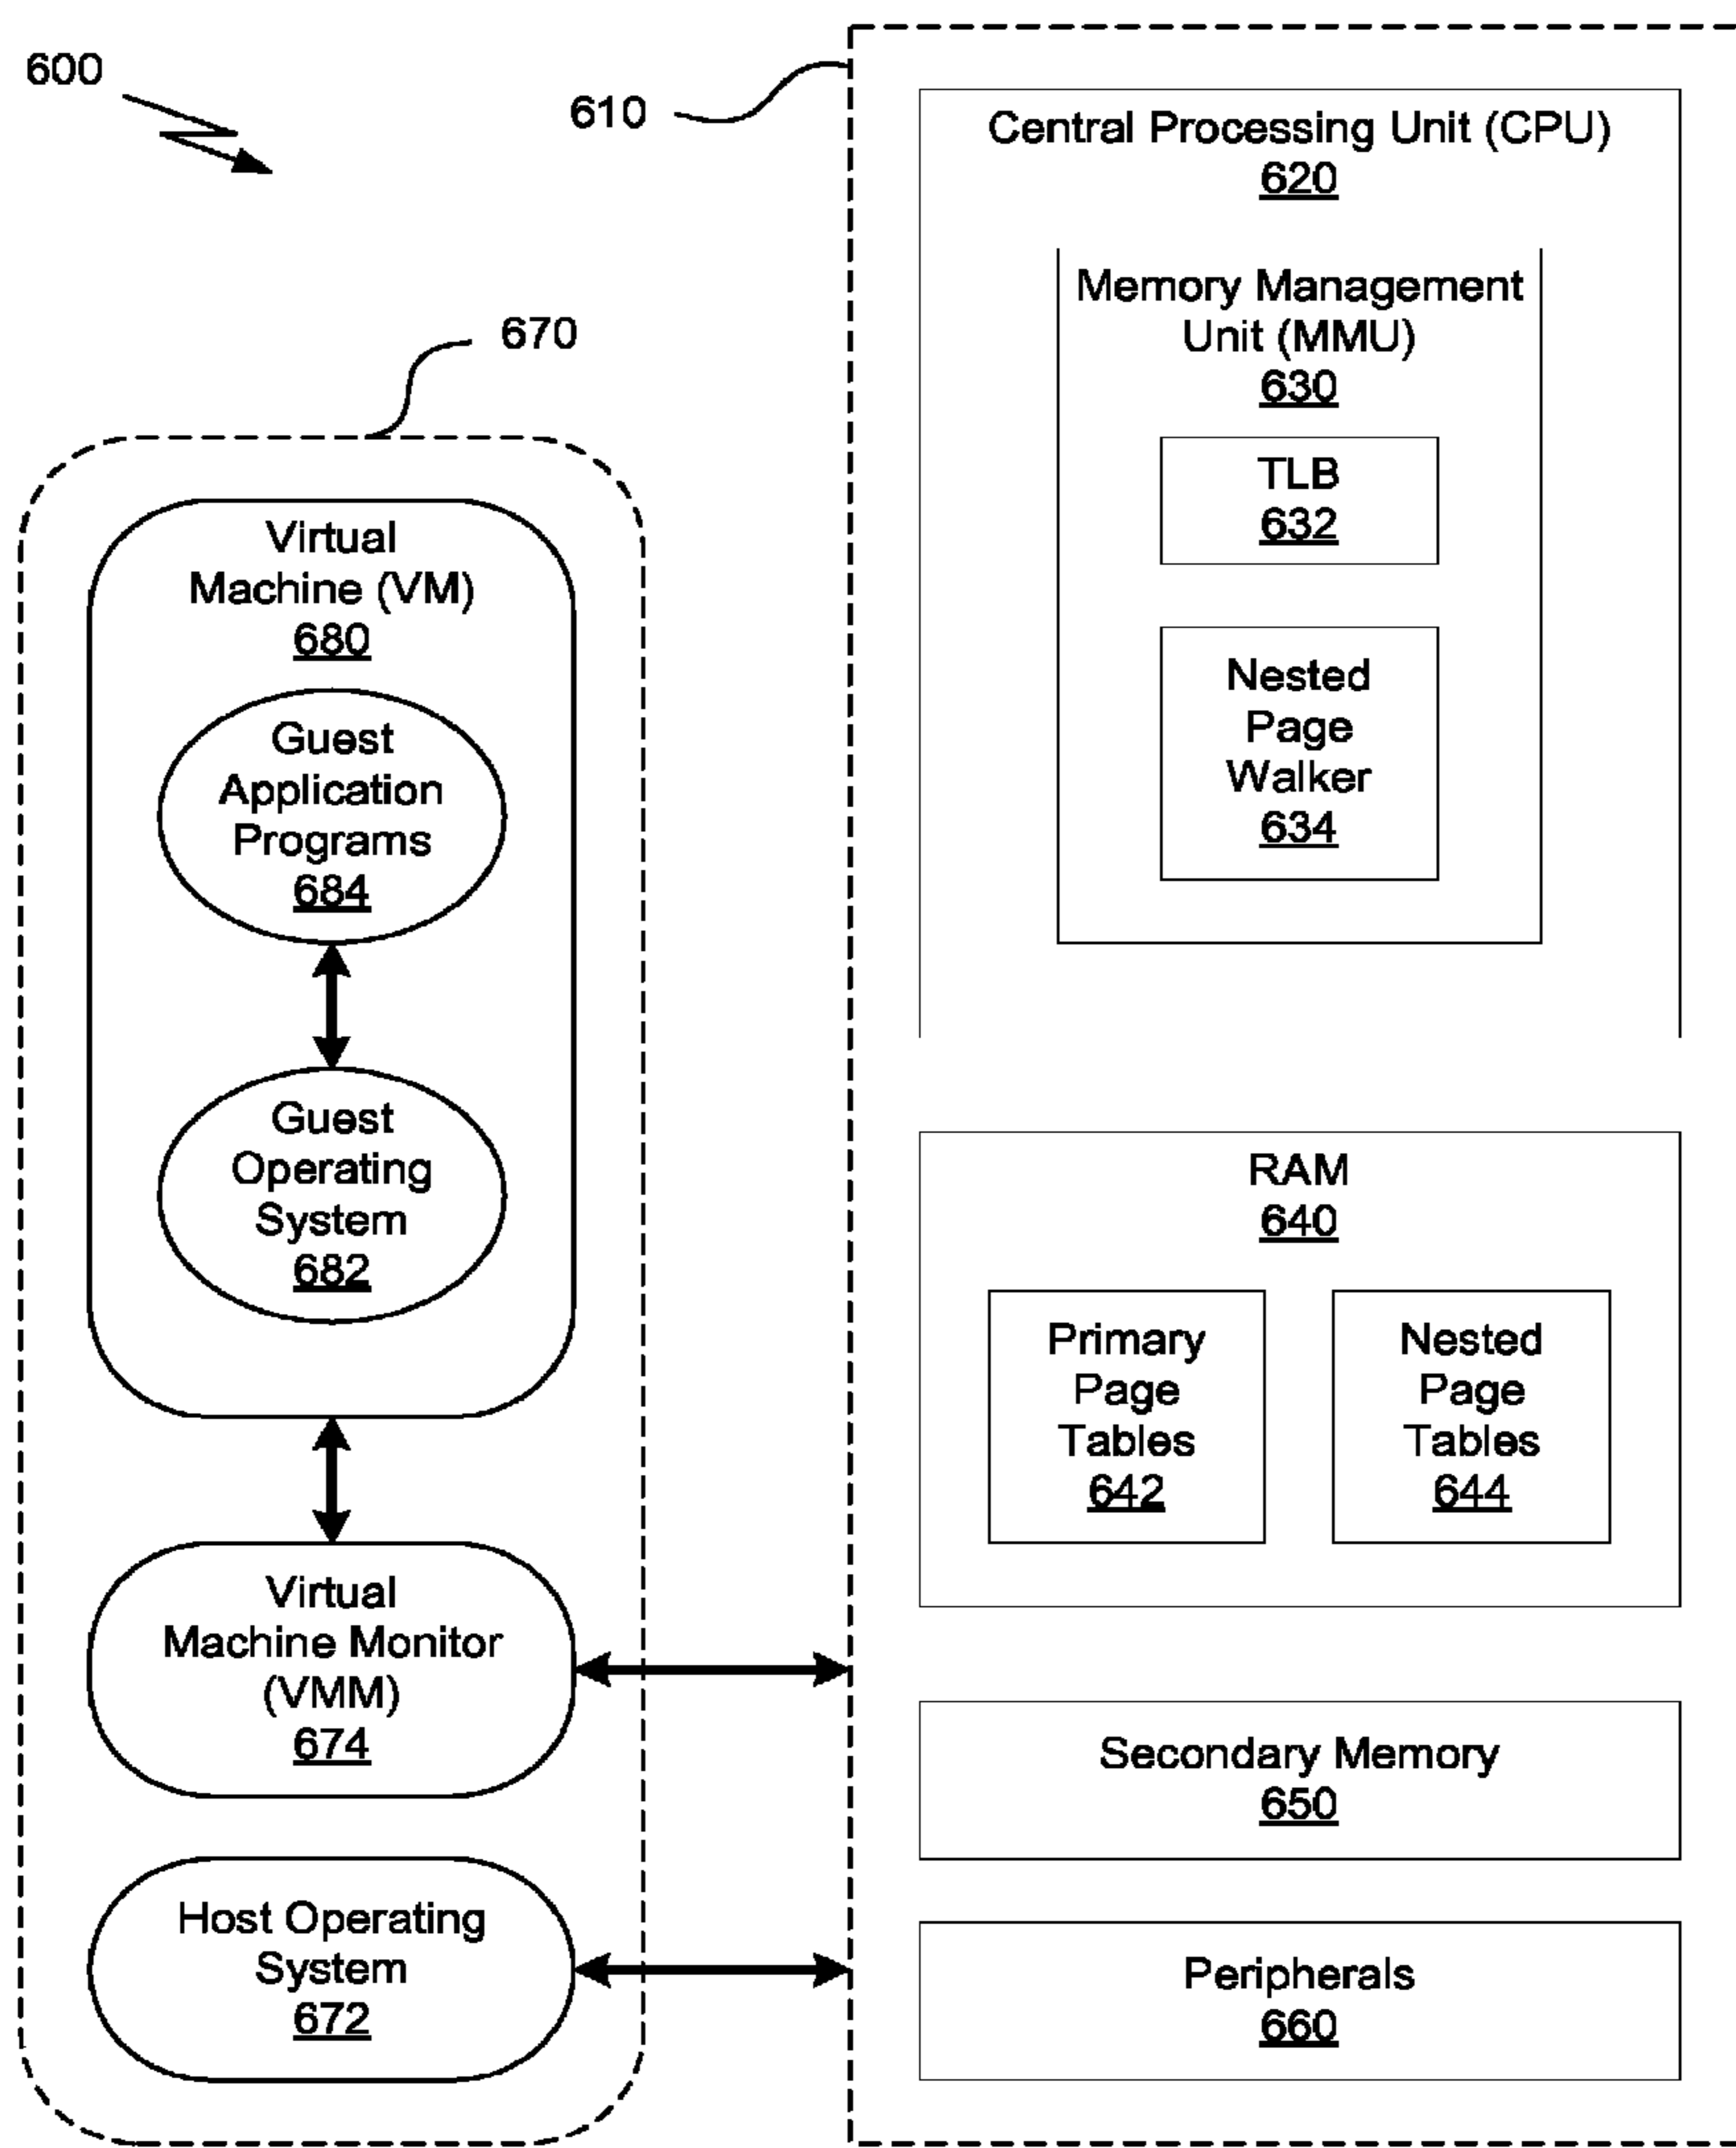 600
610
Central Processing Unit (CPU)
620
Memory Management
Unit (MMU)
630
TLB
632
Nested
Page
Walker
634
670
Virtual
Machine (VM)
680
Guest
Application
Programs
684
Guest
Operating
System
682
RAM
640
Primary
Page
Tables
642
Nested
Page
Tables
644
Virtual
Machine Monitor
(VMM)
674
Secondary Memory
650
Host Operating
System
672
Peripherals
660